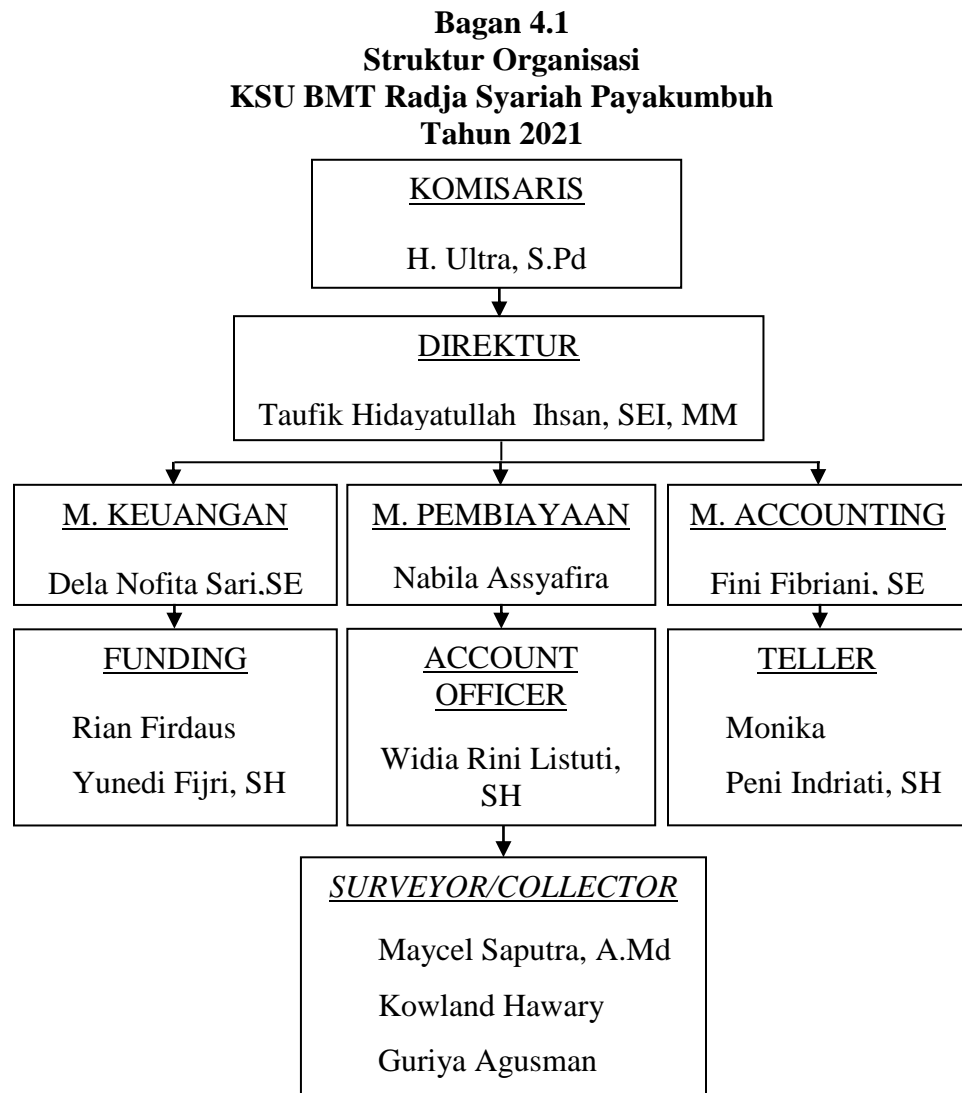 Bagan 4.1
Struktur Organisasi
KSU BMT Radja Syariah Payakumbuh
Tahun 2021
KOMISARIS
H. Ultra, S.Pd
DIREKTUR
Taufik Hidayatullah Ihsan, SEI, MM
M. KEUANGAN
Dela Nofita Sari,SE
M. PEMBIAYAAN
Nabila Assyafira
M. ACCOUNTING
Fini Fibriani, SE
FUNDING
Rian Firdaus
Yunedi Fijri, SH
ACCOUNT
OFFICER
Widia Rini Listuti,
SH
TELLER
Monika
Peni Indriati, SH
SURVEYOR/COLLECTOR
Maycel Saputra, A.Md
Kowland Hawary
Guriya Agusman